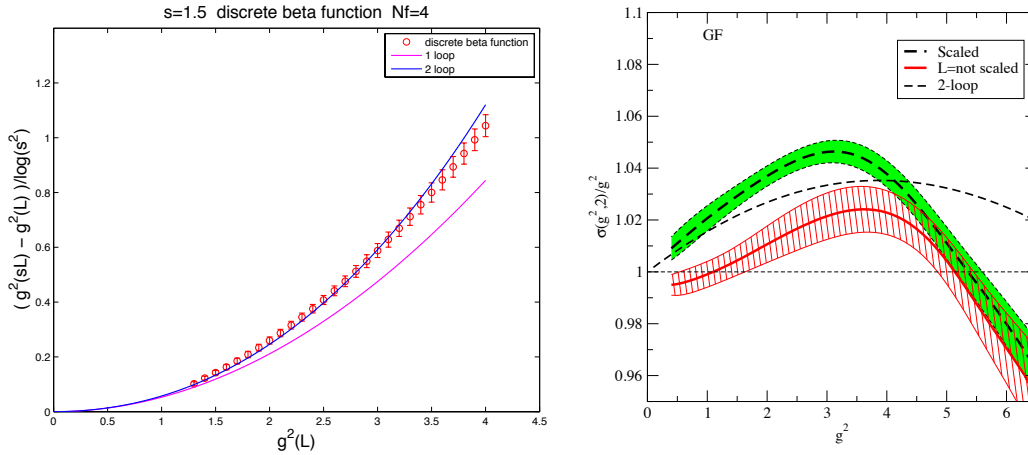 s=1.5 discrete beta function Nf=4
discrete beta function
1 loop
2 loop
( g²(sL) − g²(L) )/log(s²)
1.2
1
0.8
0.6
0.4
0.2
0
0
0.5
1
1.5
2
2.5
3
3.5
4
4.5
g²(L)
GF
Scaled
L=not scaled
2-loop
σ(g²,2)/g²
1.1
1.08
1.06
1.04
1.02
1
0.98
0.96
0
1
2
3
4
5
6
g²